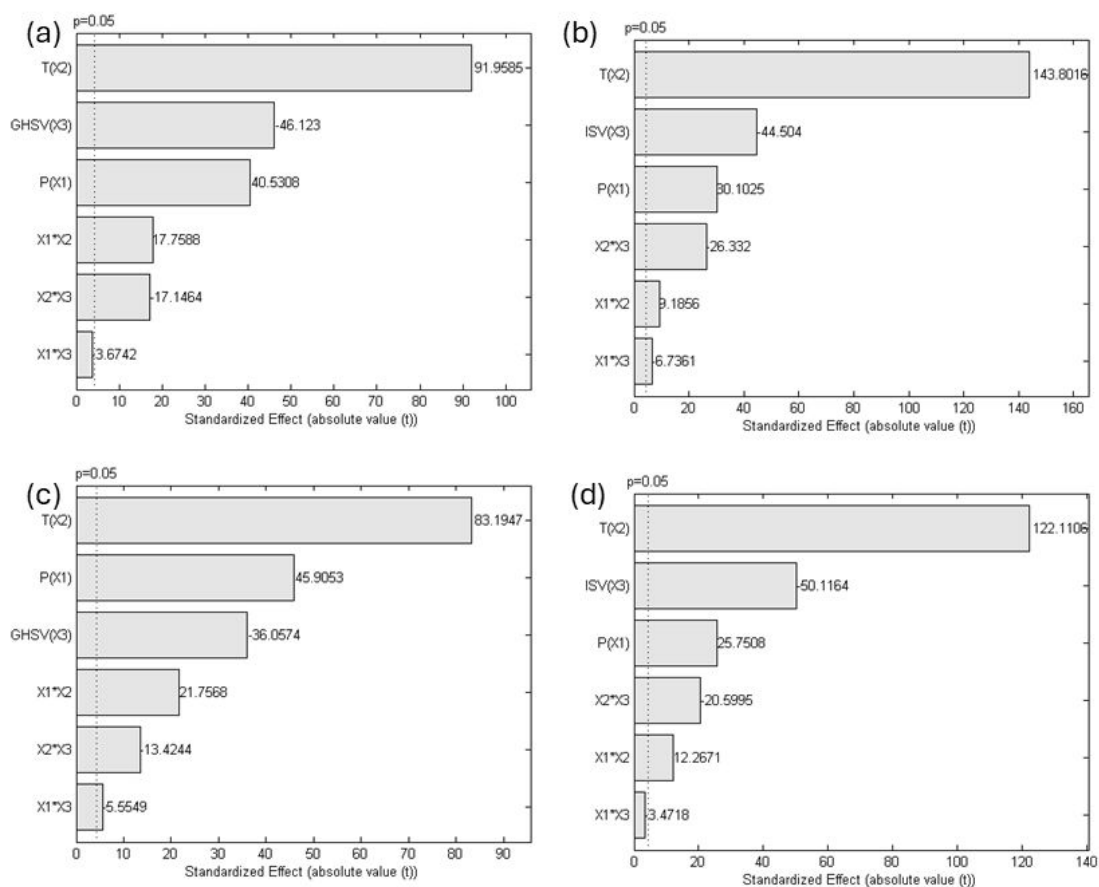 (a)
p=0.05
T(X2)
91.9585
GHSV(X3)
-46.123
P(X1)
40.5308
X1*X2
17.7588
X2*X3
-17.1464
X1*X3
-3.6742
0 10 20 30 40 50 60 70 80 90 100
Standardized Effect (absolute value (t))
(b)
p=0.05
T(X2)
143.8016
ISV(X3)
-44.504
P(X1)
30.1025
X2*X3
-26.332
X1*X2
9.1856
X1*X3
-6.7361
0 20 40 60 80 100 120 140 160
Standardized Effect (absolute value (t))
(c)
p=0.05
T(X2)
83.1947
P(X1)
45.9053
GHSV(X3)
-36.0574
X1*X2
21.7568
X2*X3
-13.4244
X1*X3
-5.5549
0 10 20 30 40 50 60 70 80 90
Standardized Effect (absolute value (t))
(d)
p=0.05
T(X2)
122.1106
ISV(X3)
-50.1164
P(X1)
25.7508
X2*X3
-20.5995
X1*X2
12.2671
X1*X3
-3.4718
0 20 40 60 80 100 120 140
Standardized Effect (absolute value (t))